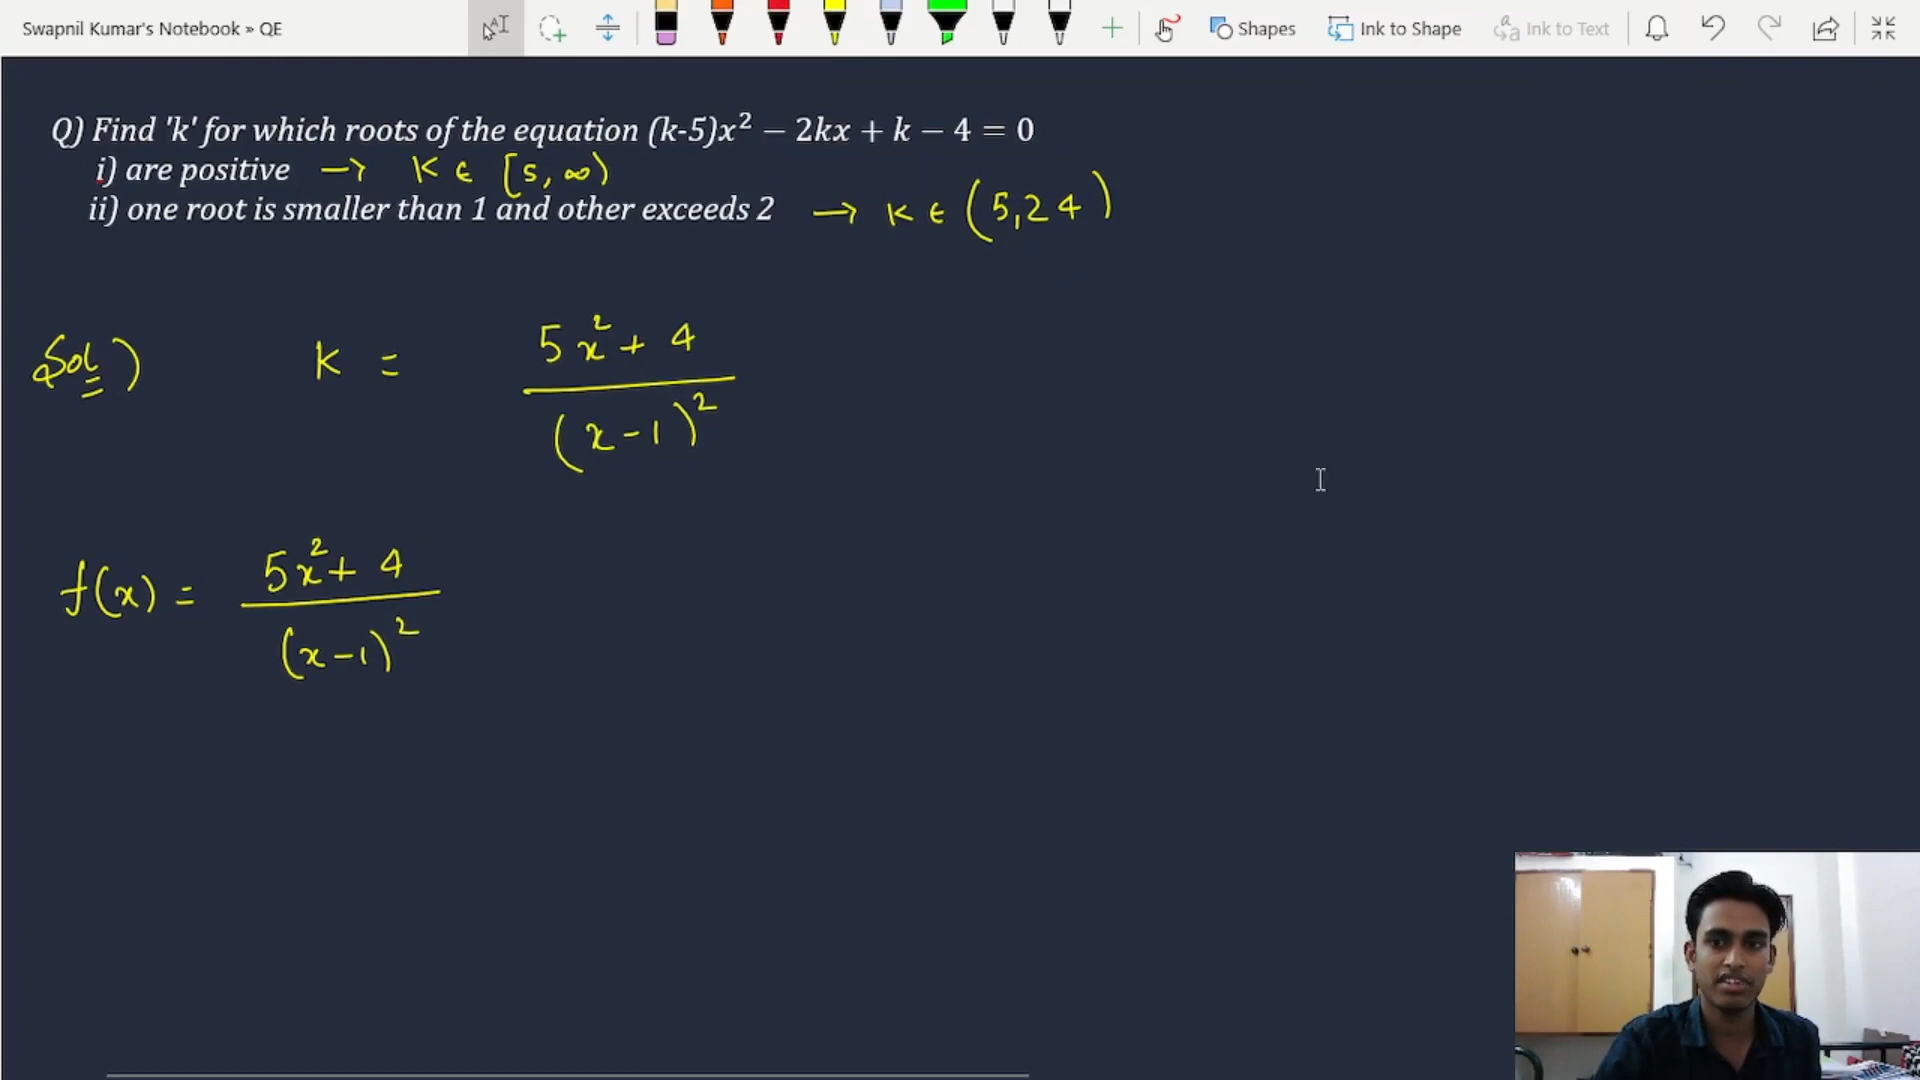 Swapnil Kumar's Notebook » QE
Shapes
Ink to Shape
Ink to Text
Q) Find 'k' for which roots of the equation (k-5)x² − 2kx + k − 4 = 0
i) are positive → K ∈ [5, ∞)
ii) one root is smaller than 1 and other exceeds 2 → K ∈ (5,24)
Sol) K = 5x² + 4
(x-1)²
f(x) = 5x² + 4
(x-1)²